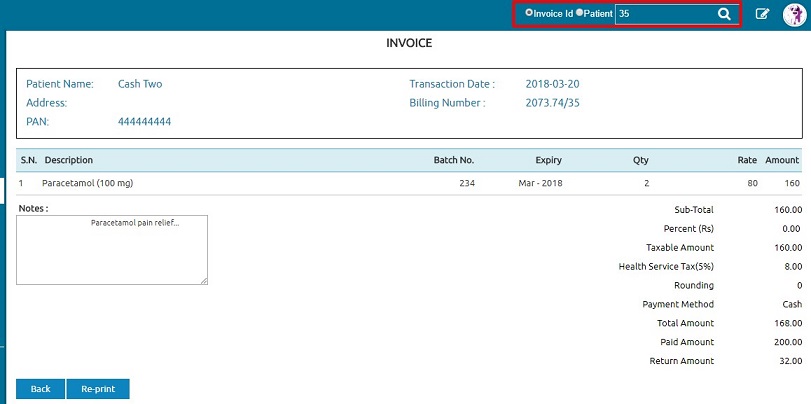 Invoice Id Patient 35
INVOICE
Patient Name: Cash Two Transaction Date : 2018-03-20
Address: Billing Number : 2073.74/35
PAN: 444444444
S.N. Description Batch No. Expiry Qty Rate Amount
1 Paracetamol (100 mg) 234 Mar - 2018 2 80 160
Notes :
Paracetamol pain relief...
Sub-Total 160.00
Percent (Rs) 0.00
Taxable Amount 160.00
Health Service Tax(5%) 8.00
Rounding 0
Payment Method Cash
Total Amount 168.00
Paid Amount 200.00
Return Amount 32.00
Back Re-print